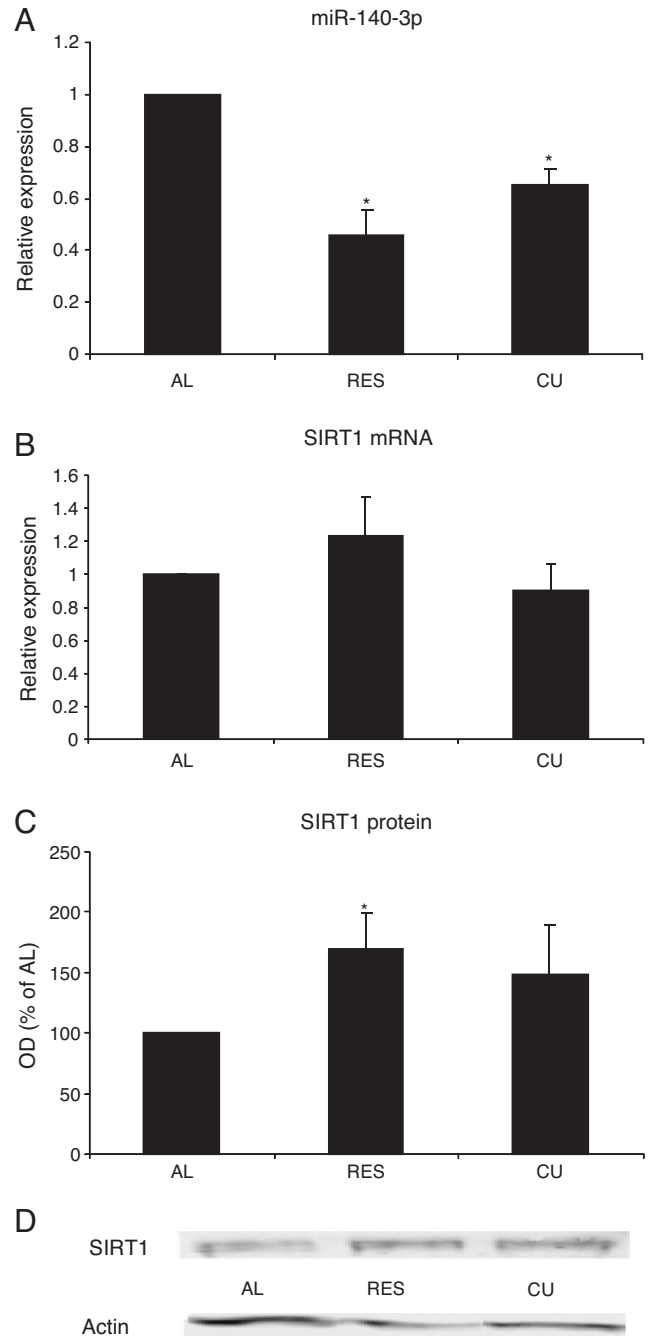 A
miR-140-3p
Relative expression
1.2
1
0.8
0.6
0.4
0.2
0
*
*
AL RES CU
B
SIRT1 mRNA
Relative expression
1.6
1.4
1.2
1
0.8
0.6
0.4
0.2
0
AL RES CU
C
SIRT1 protein
OD (% of AL)
250
200
150
100
50
0
*
AL RES CU
D
SIRT1
AL RES CU
Actin